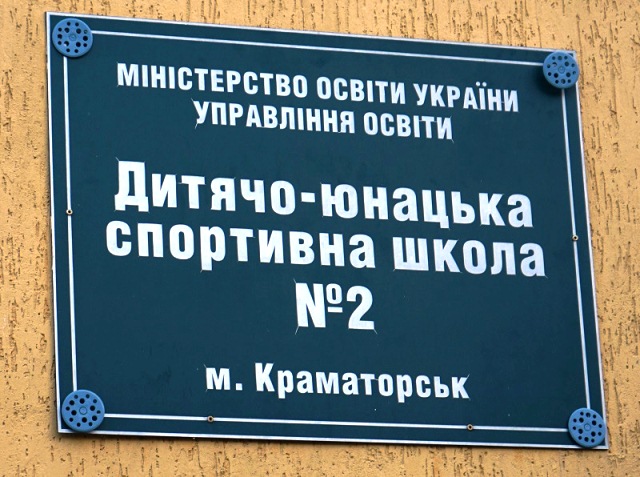 МІНІСТЕРСТВО ОСВІТИ УКРАЇНИ
УПРАВЛІННЯ ОСВІТИ
Дитячо-юнацька
спортивна школа
№2
м. Краматорськ